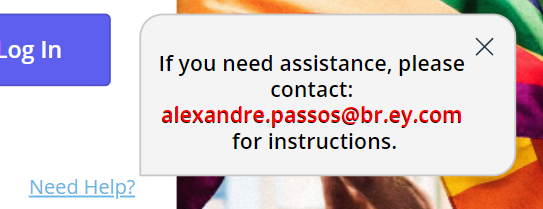 Log In
If you need assistance, please
contact:
alexandre.passos@br.ey.com
for instructions.
Need Help?